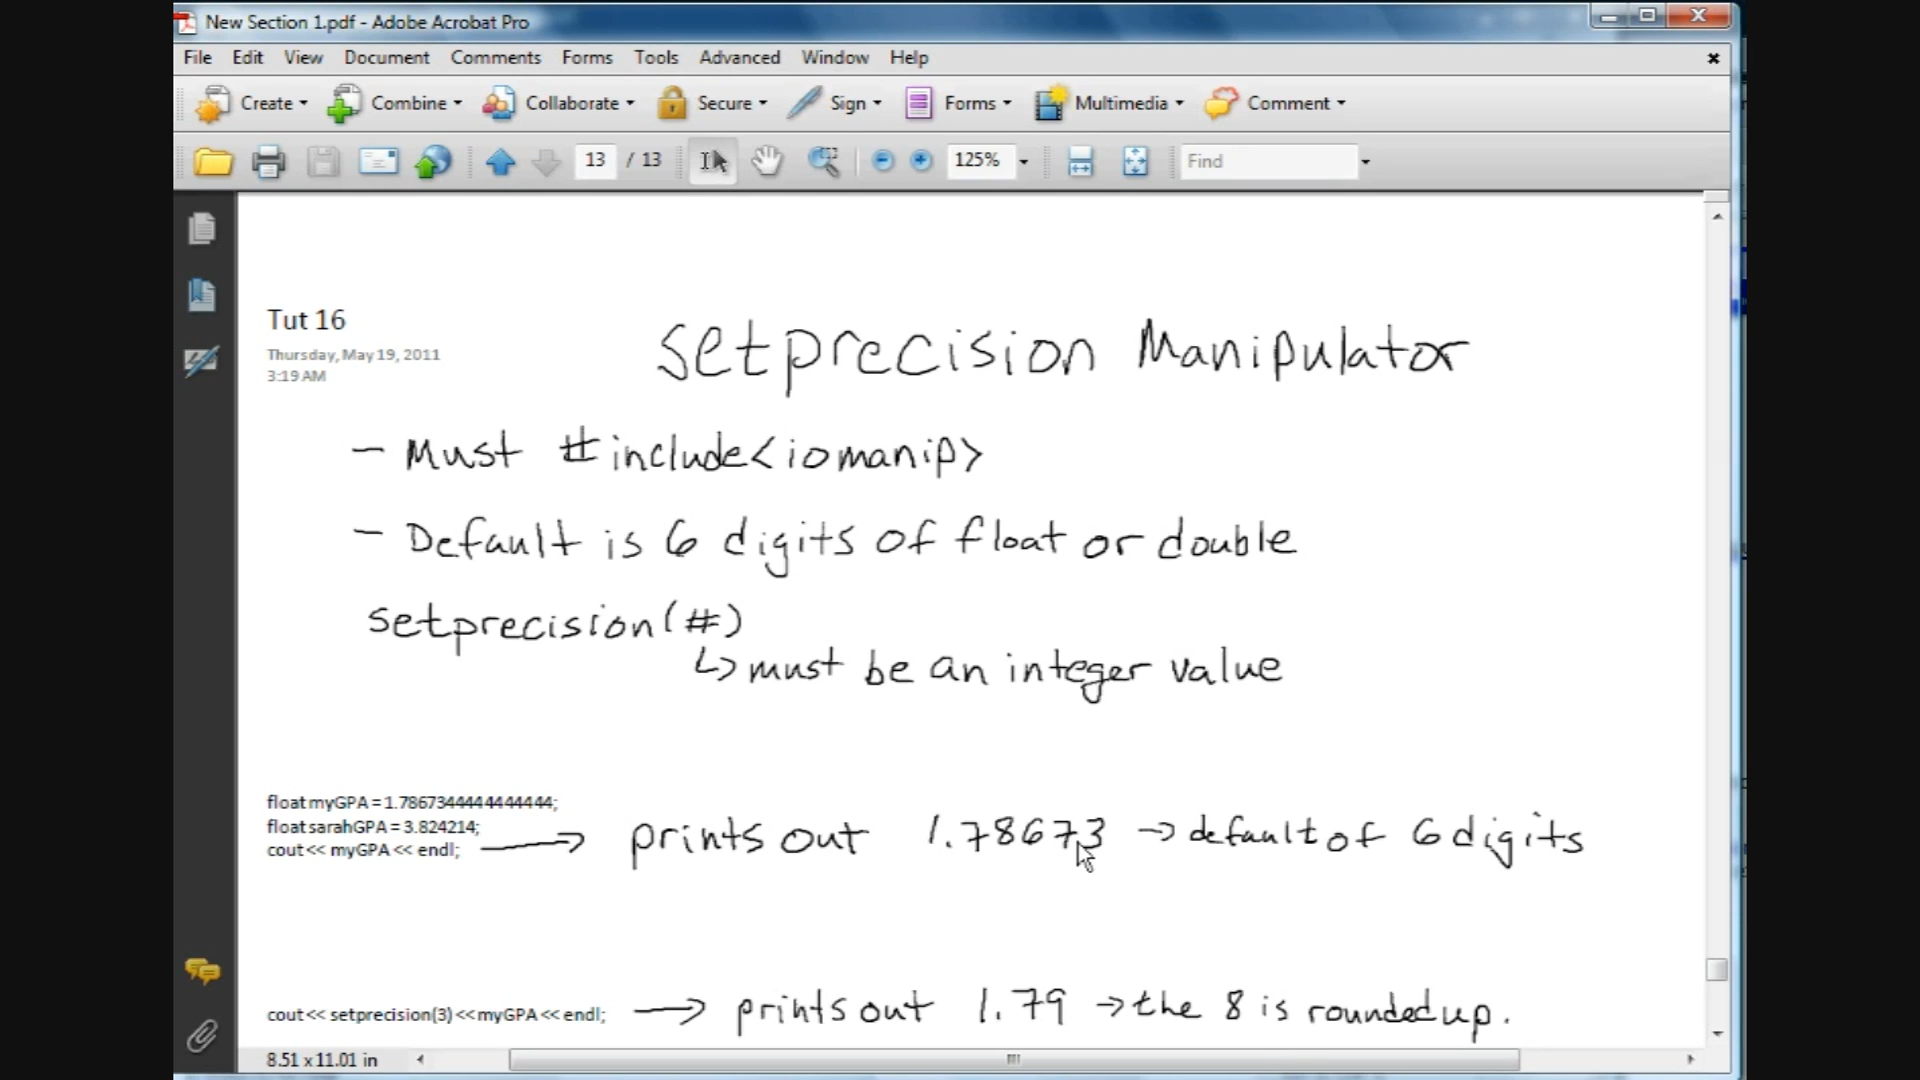 New Section 1.pdf - Adobe Acrobat Pro
File Edit View Document Comments Forms Tools Window Advanced Help
Create Combine Collaborate Secure Sign Forms Multimedia Comment
13 / 13 125% Find
Tut 16
Thursday, May 19, 2011
3:19 AM
setprecision Manipulator
- Must #include<iomanip>
- Default is 6 digits of float or double
setprecision(#)
↳ must be an integer value
float myGPA = 1.7867344444444444;
float sarahGPA = 3.824214;
cout<< myGPA << endl; → prints out 1.78673 → default of 6 digits
cout<< setprecision(3) <<myGPA << endl; → prints out 1.79 → the 8 is rounded up.
8.51 x 11.01 in